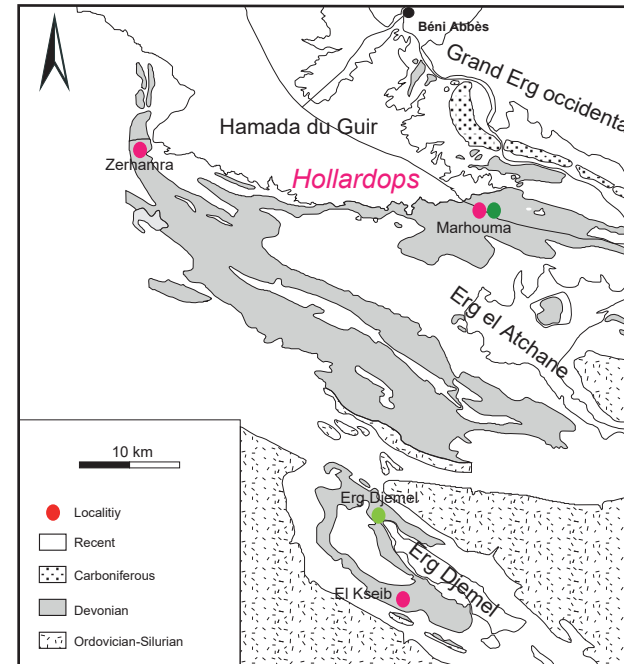 Béni Abbès
Grand Erg occidenta
Hamada du Guir
Zerhamra
Hollardops
Marhouma
Erg el Atchane
10 km
Erg Djemel
Erg Djemel
El Kseib
Localitiy
Recent
Carboniferous
Devonian
Ordovician-Silurian